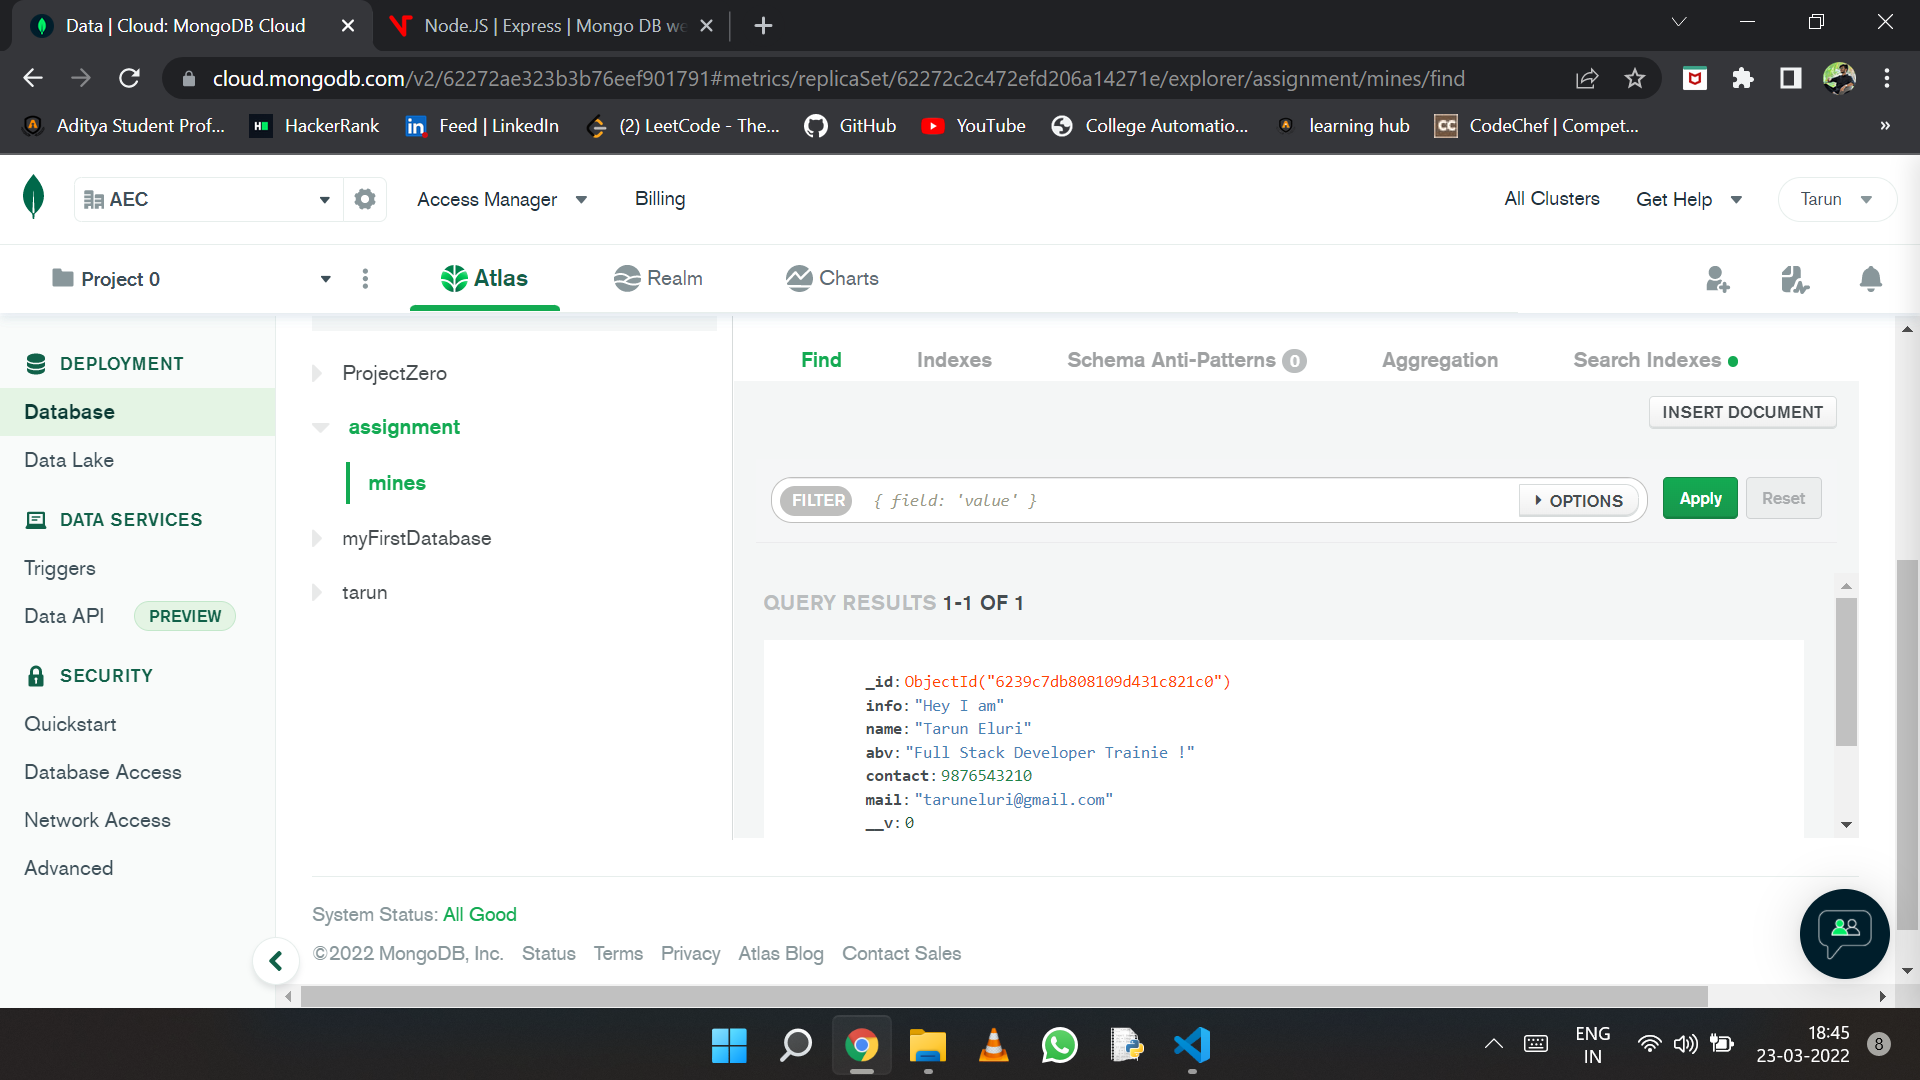 Data | Cloud: MongoDB Cloud
Node.JS | Express | Mongo DB we
cloud.mongodb.com/v2/62272ae323b3b76eef901791#metrics/replicaSet/62272c2c472efd206a14271e/explorer/assignment/mines/find
Aditya Student Prof... HackerRank Feed | LinkedIn (2) LeetCode - The... GitHub YouTube College Automatio... learning hub CodeChef | Compet... »
AEC Access Manager Billing All Clusters Get Help Tarun
Project 0 Atlas Realm Charts
DEPLOYMENT
Database
Data Lake
DATA SERVICES
Triggers
Data API PREVIEW
SECURITY
Quickstart
Database Access
Network Access
Advanced
ProjectZero
assignment
mines
myFirstDatabase
tarun
Find Indexes Schema Anti-Patterns 0 Aggregation Search Indexes
INSERT DOCUMENT
FILTER { field: 'value' } OPTIONS Apply Reset
QUERY RESULTS 1-1 OF 1
_id: ObjectId("6239c7db808109d431c821c0")
info: "Hey I am"
name: "Tarun Eluri"
abv: "Full Stack Developer Trainie !"
contact: 9876543210
mail: "taruneluri@gmail.com"
__v: 0
System Status: All Good
©2022 MongoDB, Inc. Status Terms Privacy Atlas Blog Contact Sales
ENG
IN
18:45
23-03-2022
8